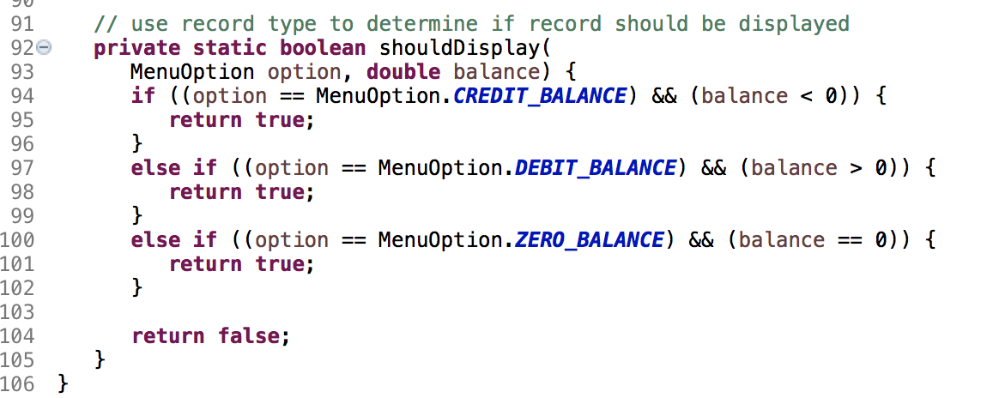 90
91 // use record type to determine if record should be displayed
92 private static boolean shouldDisplay(
93 MenuOption option, double balance) {
94 if ((option == MenuOption.CREDIT_BALANCE) && (balance < 0)) {
95 return true;
96 }
97 else if ((option == MenuOption.DEBIT_BALANCE) && (balance > 0)) {
98 return true;
99 }
100 else if ((option == MenuOption.ZERO_BALANCE) && (balance == 0)) {
101 return true;
102 }
103
104 return false;
105 }
106 }